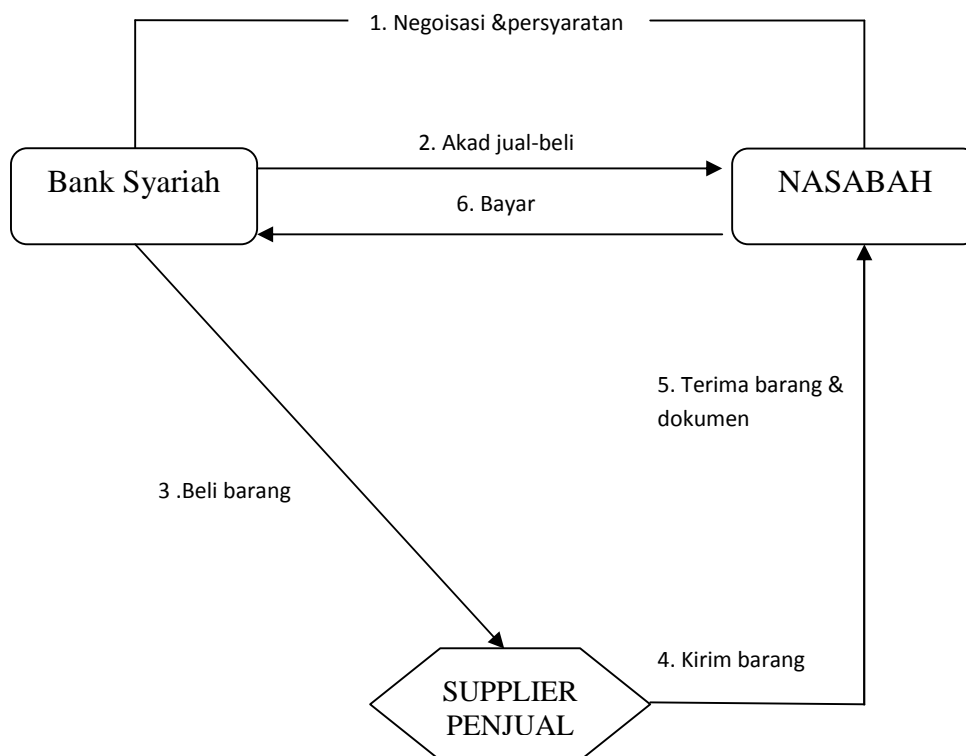 1. Negoisasi &persyaratan
2. Akad jual-beli
Bank Syariah
NASABAH
6. Bayar
5. Terima barang &
dokumen
3 .Beli barang
4. Kirim barang
SUPPLIER
PENJUAL